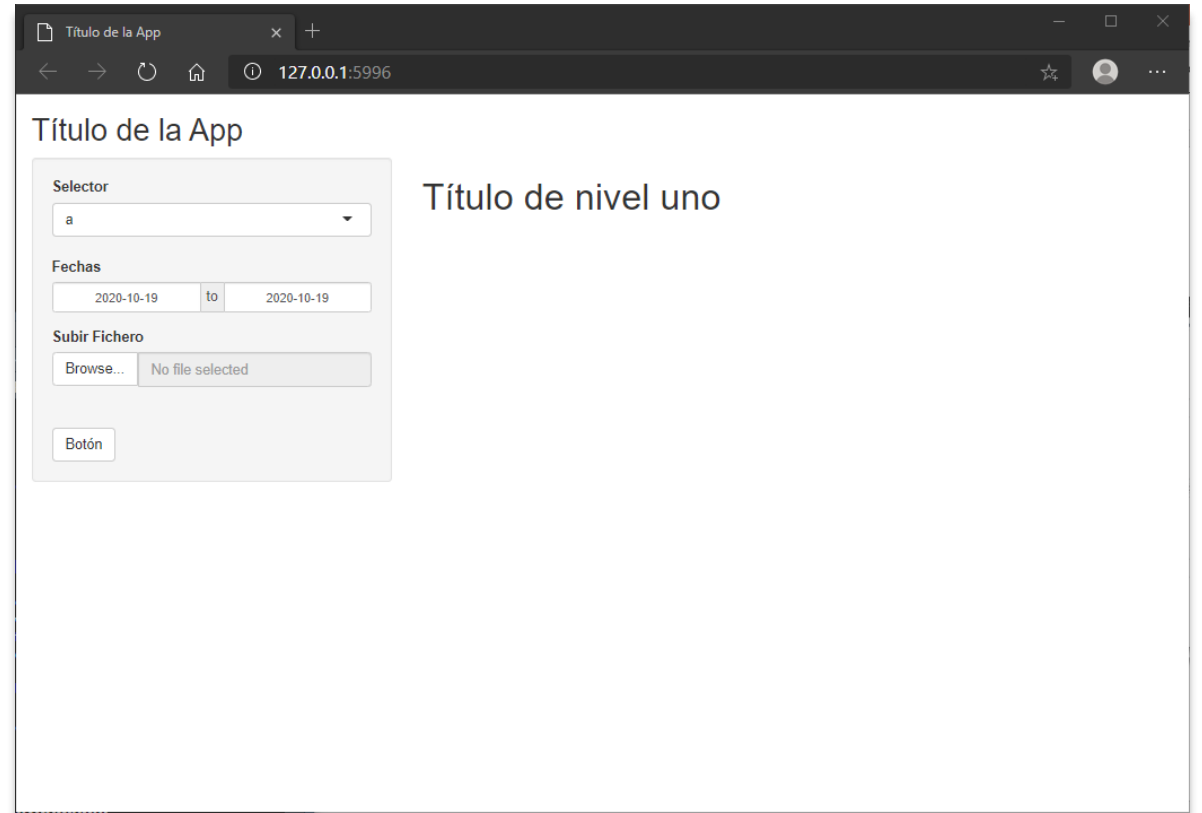 Título de la App
127.0.0.1:5996
Título de la App
Selector
a
Fechas
2020-10-19 to 2020-10-19
Subir Fichero
Browse... No file selected
Botón
Título de nivel uno